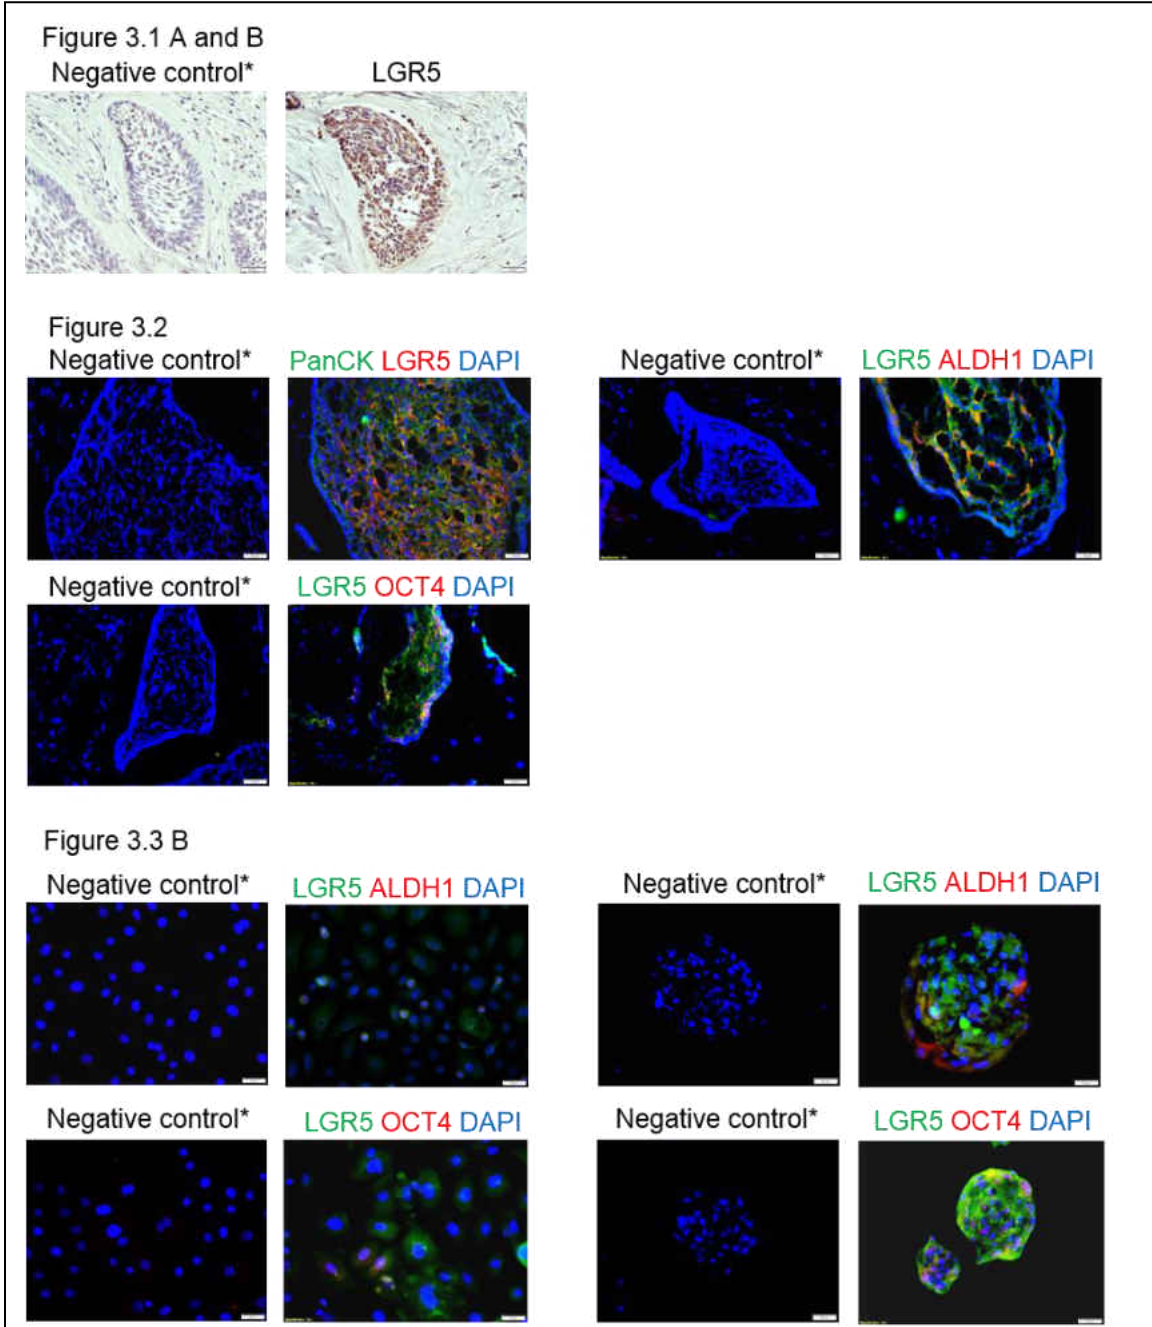 Figure 3.1 A and B
Negative control* LGR5
Figure 3.2
Negative control* PanCK LGR5 DAPI Negative control* LGR5 ALDH1 DAPI
Negative control* LGR5 OCT4 DAPI
Figure 3.3 B
Negative control* LGR5 ALDH1 DAPI Negative control* LGR5 ALDH1 DAPI
Negative control* LGR5 OCT4 DAPI Negative control* LGR5 OCT4 DAPI